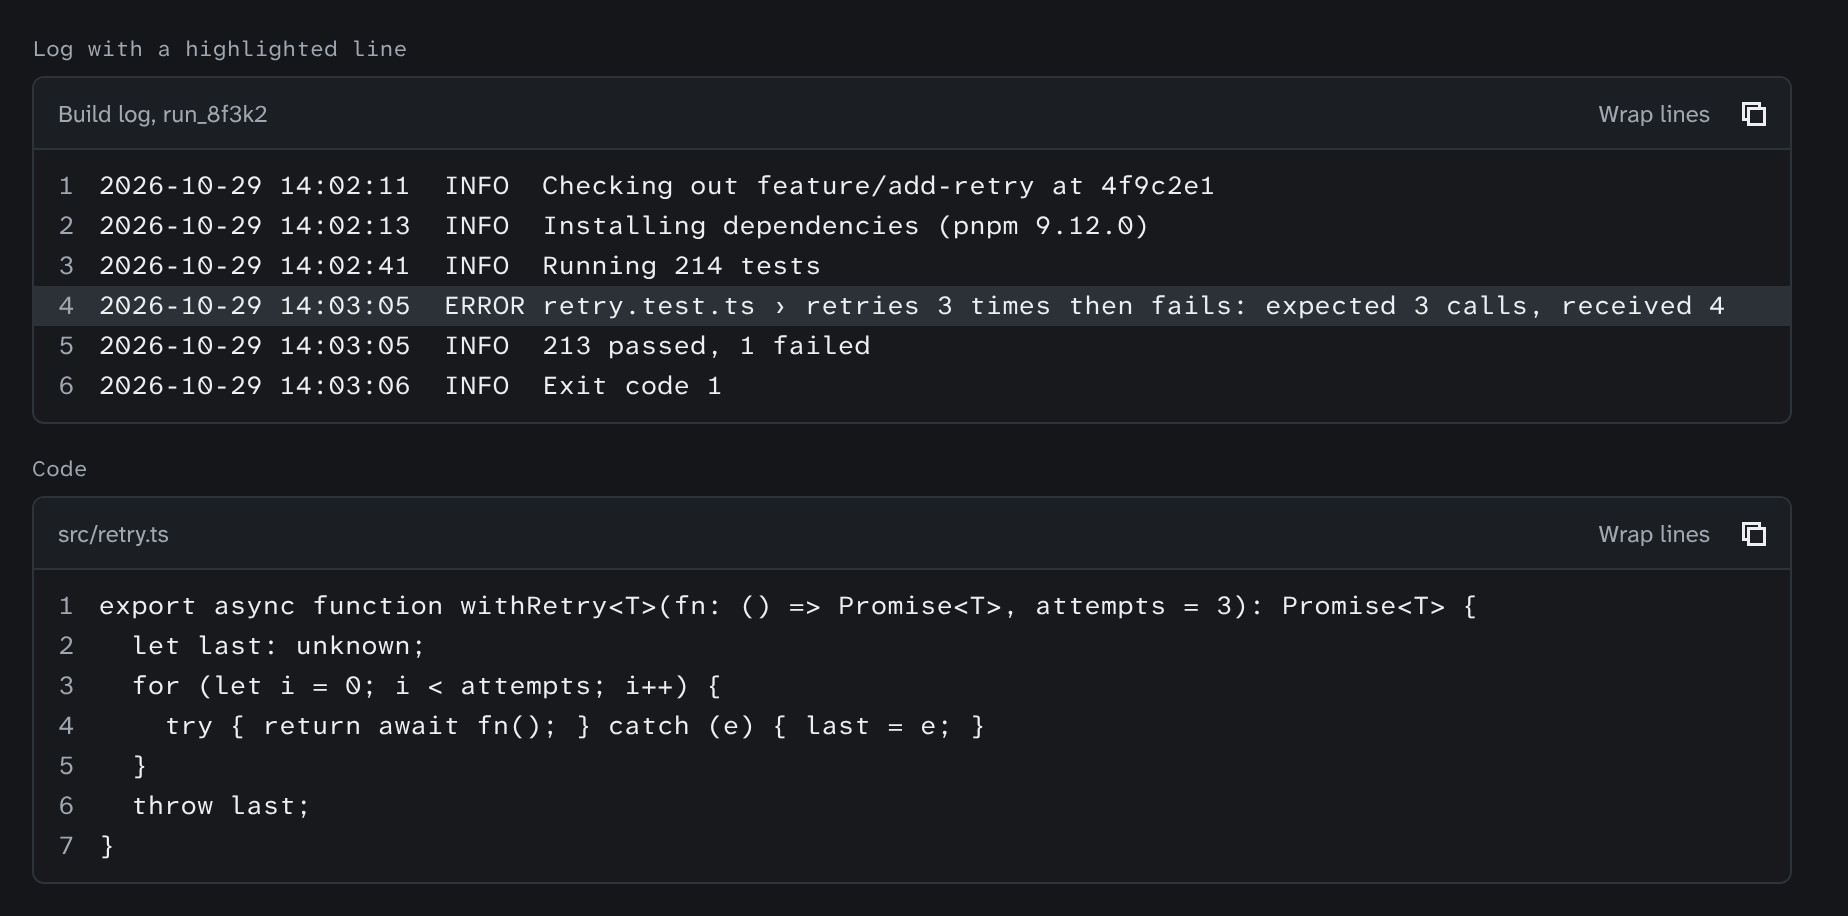 Log with a highlighted line
Build log, run_8f3k2 Wrap lines
1 2026-10-29 14:02:11  INFO  Checking out feature/add-retry at 4f9c2e1
2 2026-10-29 14:02:13  INFO  Installing dependencies (pnpm 9.12.0)
3 2026-10-29 14:02:41  INFO  Running 214 tests
4 2026-10-29 14:03:05  ERROR retry.test.ts › retries 3 times then fails: expected 3 calls, received 4
5 2026-10-29 14:03:05  INFO  213 passed, 1 failed
6 2026-10-29 14:03:06  INFO  Exit code 1
Code
src/retry.ts Wrap lines
1 export async function withRetry<T>(fn: () => Promise<T>, attempts = 3): Promise<T> {
2   let last: unknown;
3   for (let i = 0; i < attempts; i++) {
4     try { return await fn(); } catch (e) { last = e; }
5   }
6   throw last;
7 }